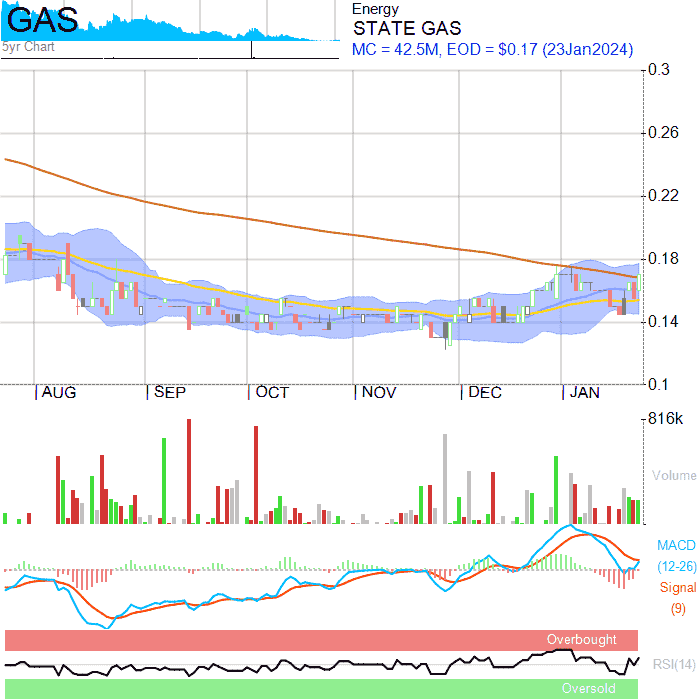 GAS
5yr Chart
Energy
STATE GAS
MC = 42.5M, EOD = $0.17 (23Jan2024)
0.3
0.26
0.22
0.18
0.14
0.1
AUG SEP OCT NOV DEC JAN
816k
Volume
MACD
(12-26)
Signal
(9)
Overbought
RSI(14)
Oversold